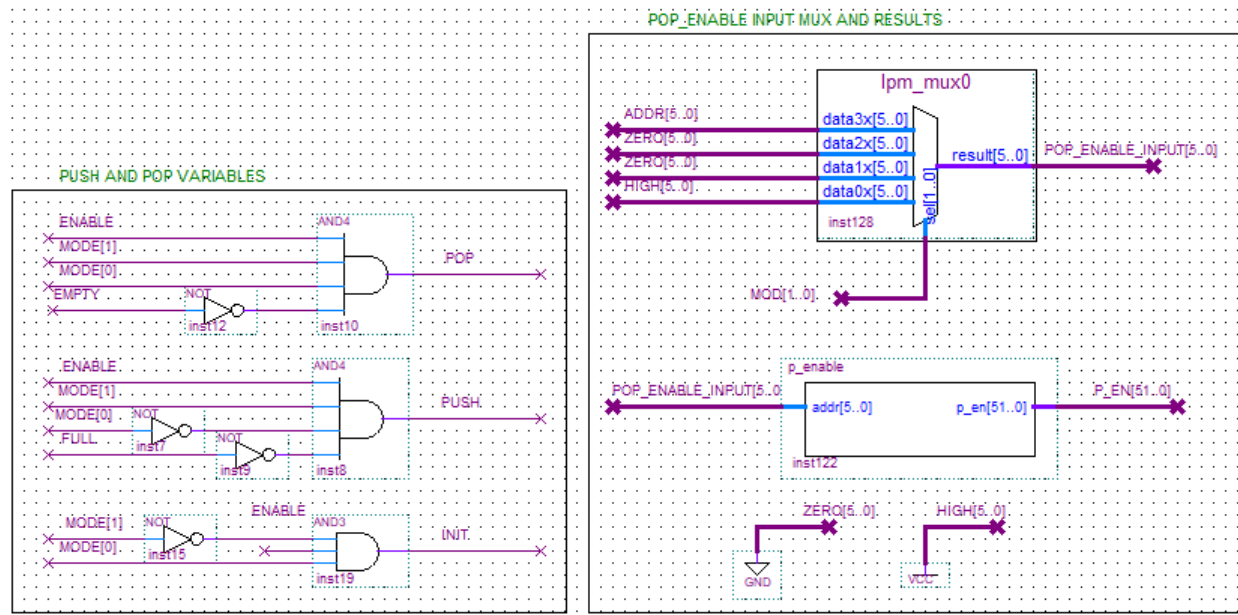 POP_ENABLE INPUT MUX AND RESULTS
lpm_mux0
ADDR[5..0]
ZERO[5..0]
ZERO[5..0]
HIGH[5..0]
data3x[5..0]
data2x[5..0]
data1x[5..0]
data0x[5..0]
sel[1..0]
result[5..0]
POP_ENABLE_INPUT[5..0]
inst128
MOD[1..0]
PUSH AND POP VARIABLES
ENABLE
MODE[1]
MODE[0]
EMPTY
NOT
inst12
AND4
inst10
POP
ENABLE
MODE[1]
MODE[0]
FULL
NOT
inst7
NOT
inst9
AND4
inst8
PUSH
MODE[1]
MODE[0]
NOT
inst15
ENABLE
AND3
inst19
INIT
p_enable
POP_ENABLE_INPUT[5..0
addr[5..0]
p_en[51..0]
P_EN[51..0]
inst122
ZERO[5..0]
HIGH[5..0]
GND
VCC